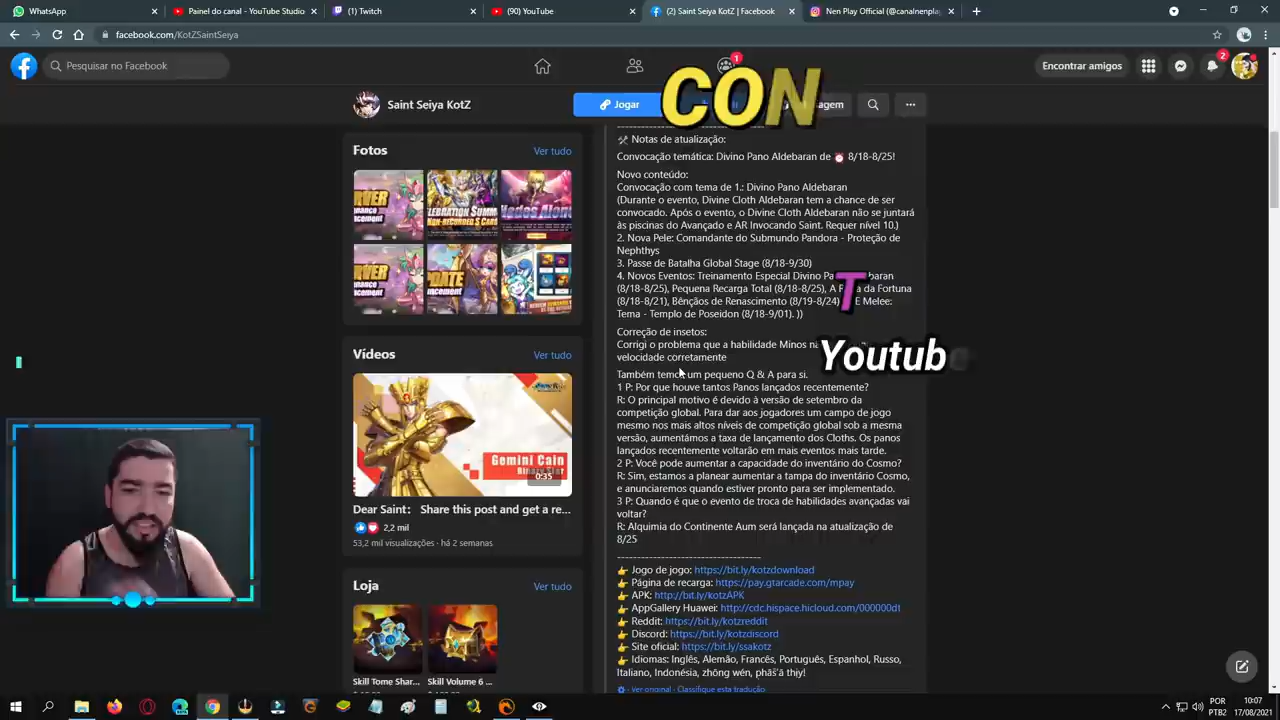 WhatsApp
Painel do canal - YouTube Studio
(1) Twitch
(90) YouTube
(2) Saint Seiya KotZ | Facebook
Nen Play Official (@canalnenplay
facebook.com/KotZSaintSeiya
Pesquisar no Facebook
1
Encontrar amigos
2
Saint Seiya KotZ
Jogar
CON
Fotos
Ver tudo
Vídeos
Ver tudo
Gemini Cain
0:35
Dear Saint: Share this post and get a re...
2,2 mil
53,2 mil visualizações · há 2 semanas
Loja
Ver tudo
Skill Tome Shar...
Skill Volume 6 ...
🛠 Notas de atualização:
Convocação temática: Divino Pano Aldebaran de ⏰ 8/18-8/25!
Novo conteúdo:
Convocação com tema de 1.: Divino Pano Aldebaran
(Durante o evento, Divine Cloth Aldebaran tem a chance de ser
convocado. Após o evento, o Divine Cloth Aldebaran não se juntará
às piscinas do Avançado e AR Invocando Saint. Requer nível 10.)
2. Nova Pele: Comandante do Submundo Pandora - Proteção de
Nephthys
3. Passe de Batalha Global Stage (8/18-9/30)
4. Novos Eventos: Treinamento Especial Divino
(8/18-8/25), Pequena Recarga Total (8/18-8/25), A da Fortuna
(8/18-8/21), Bênçãos de Renascimento (8/19-8/24) E Melee:
Tema - Templo de Poseidon (8/18-9/01). ))
T
Correção de insetos:
Corrigi o problema que a habilidade Minos
velocidade corretamente
Youtub
Também temos um pequeno Q & A para si.
1 P: Por que houve tantos Panos lançados recentemente?
R: O principal motivo é devido à versão de setembro da
competição global. Para dar aos jogadores um campo de jogo
mesmo nos mais altos níveis de competição global sob a mesma
versão, aumentámos a taxa de lançamento dos Cloths. Os panos
lançados recentemente voltarão em mais eventos mais tarde.
2 P: Você pode aumentar a capacidade do inventário do Cosmo?
R: Sim, estamos a planear aumentar a tampa do inventário Cosmo,
e anunciaremos quando estiver pronto para ser implementado.
3 P: Quando é que o evento de troca de habilidades avançadas vai
voltar?
R: Alquimia do Continente Aum será lançada na atualização de
8/25
------------------------------------
👉 Jogo de jogo: https://bit.ly/kotzdownload
👉 Página de recarga: https://pay.gtarcade.com/mpay
👉 APK: http://bit.ly/kotzAPK
👉 AppGallery Huawei: http://cdc.hispace.hicloud.com/000000dt
👉 Reddit: https://bit.ly/kotzreddit
👉 Discord: https://bit.ly/kotzdiscord
👉 Site oficial: https://bit.ly/ssakotz
👉 Idiomas: Inglês, Alemão, Francês, Português, Espanhol, Russo,
Italiano, Indonésia, zhōng wén, p̣hās̄ʹā thịy!
Ver original · Classifique esta tradução
POR
PTB2
10:07
17/08/2021